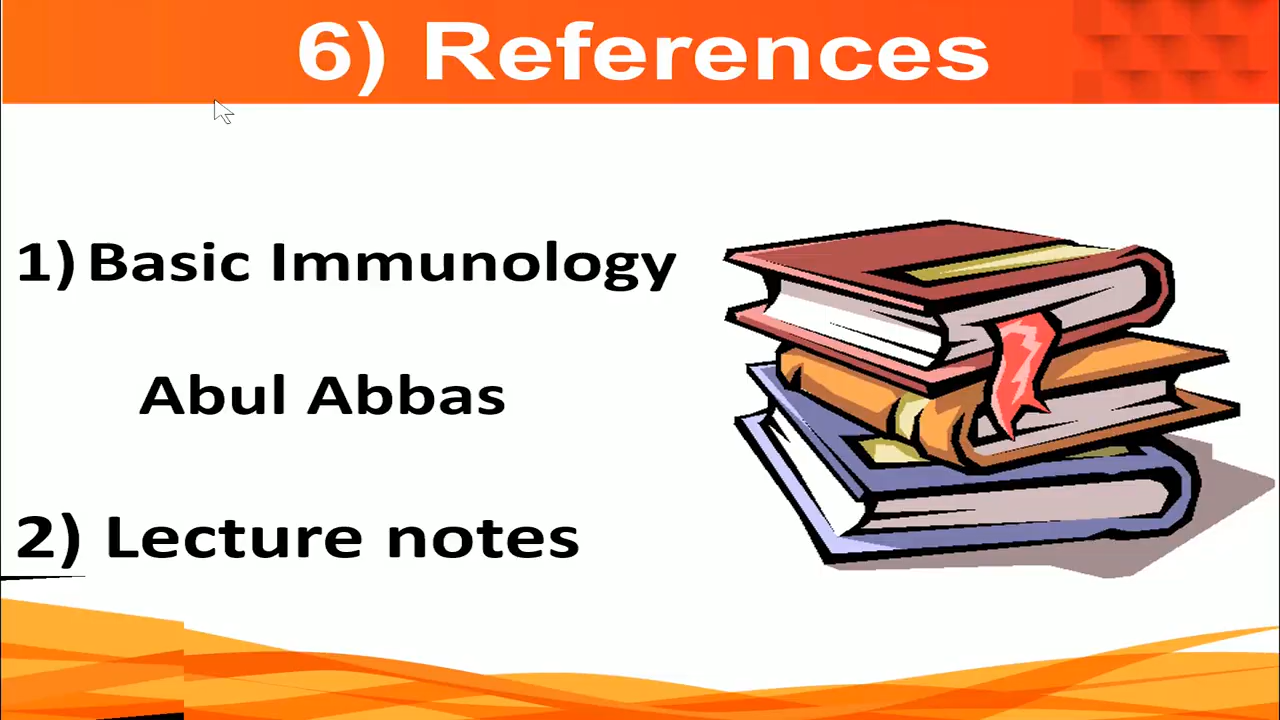 6) References
1) Basic Immunology
Abul Abbas
2) Lecture notes